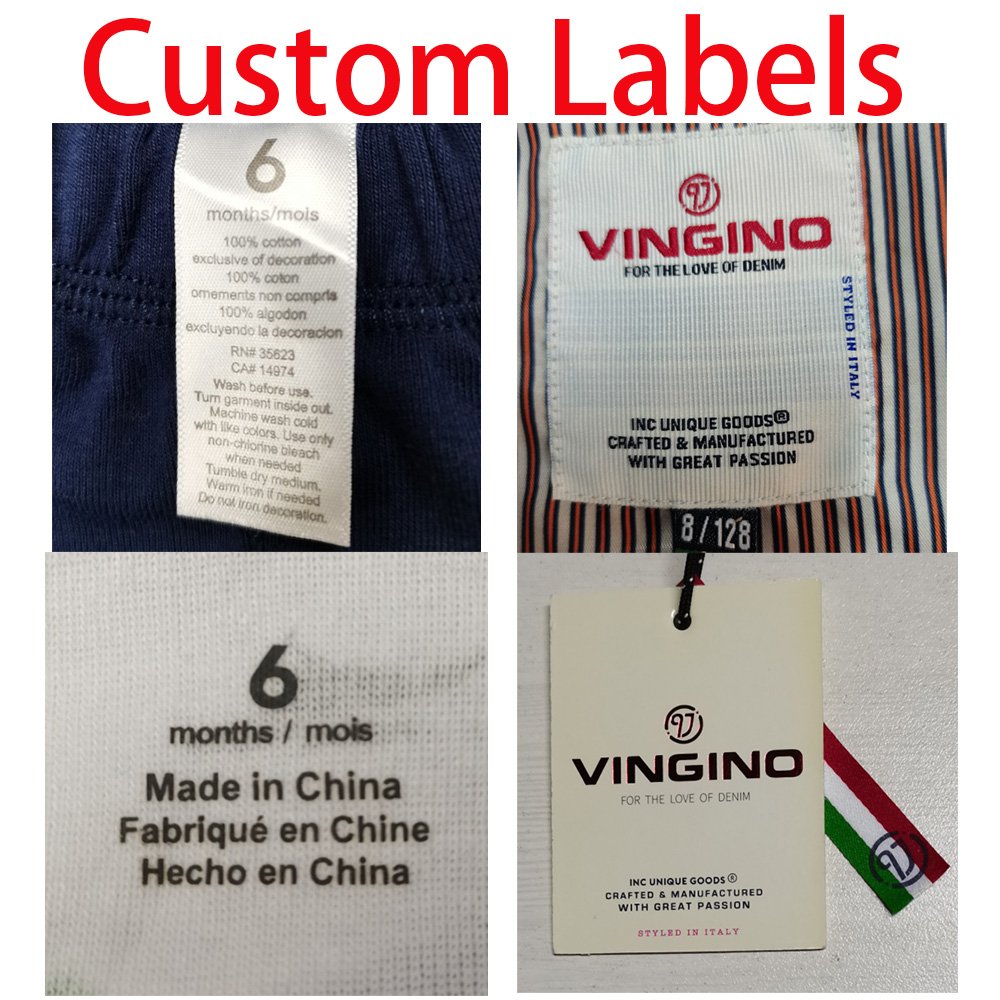 Custom Labels
6
months/mois
100% cotton
exclusive of decoration
100% coton
ornements non compris
100% algodon
excluyendo la decoracion
RN# 35623
CA# 14974
Wash before use.
Turn garment inside out.
Machine wash cold
with like colors. Use only
non-chlorine bleach
when needed
Tumble dry medium.
Warm iron if needed
Do not iron decoration.
VINGINO
FOR THE LOVE OF DENIM
STYLED IN ITALY
INC UNIQUE GOODS®
CRAFTED & MANUFACTURED
WITH GREAT PASSION
8/128
6
months / mois
Made in China
Fabriqué en Chine
Hecho en China
VINGINO
FOR THE LOVE OF DENIM
INC UNIQUE GOODS®
CRAFTED & MANUFACTURED
WITH GREAT PASSION
STYLED IN ITALY